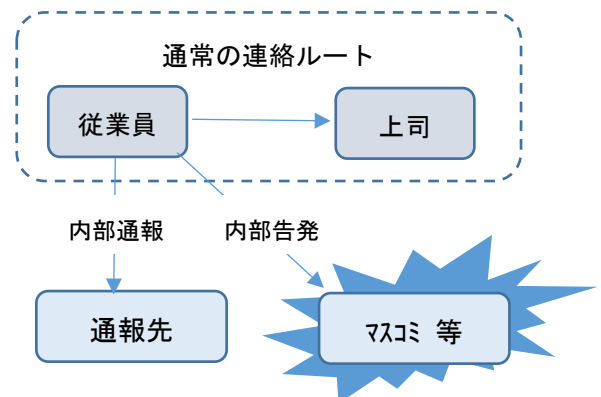 通常の連絡ルート
従業員
上司
内部通報
内部告発
通報先
ﾏｽｺﾐ 等